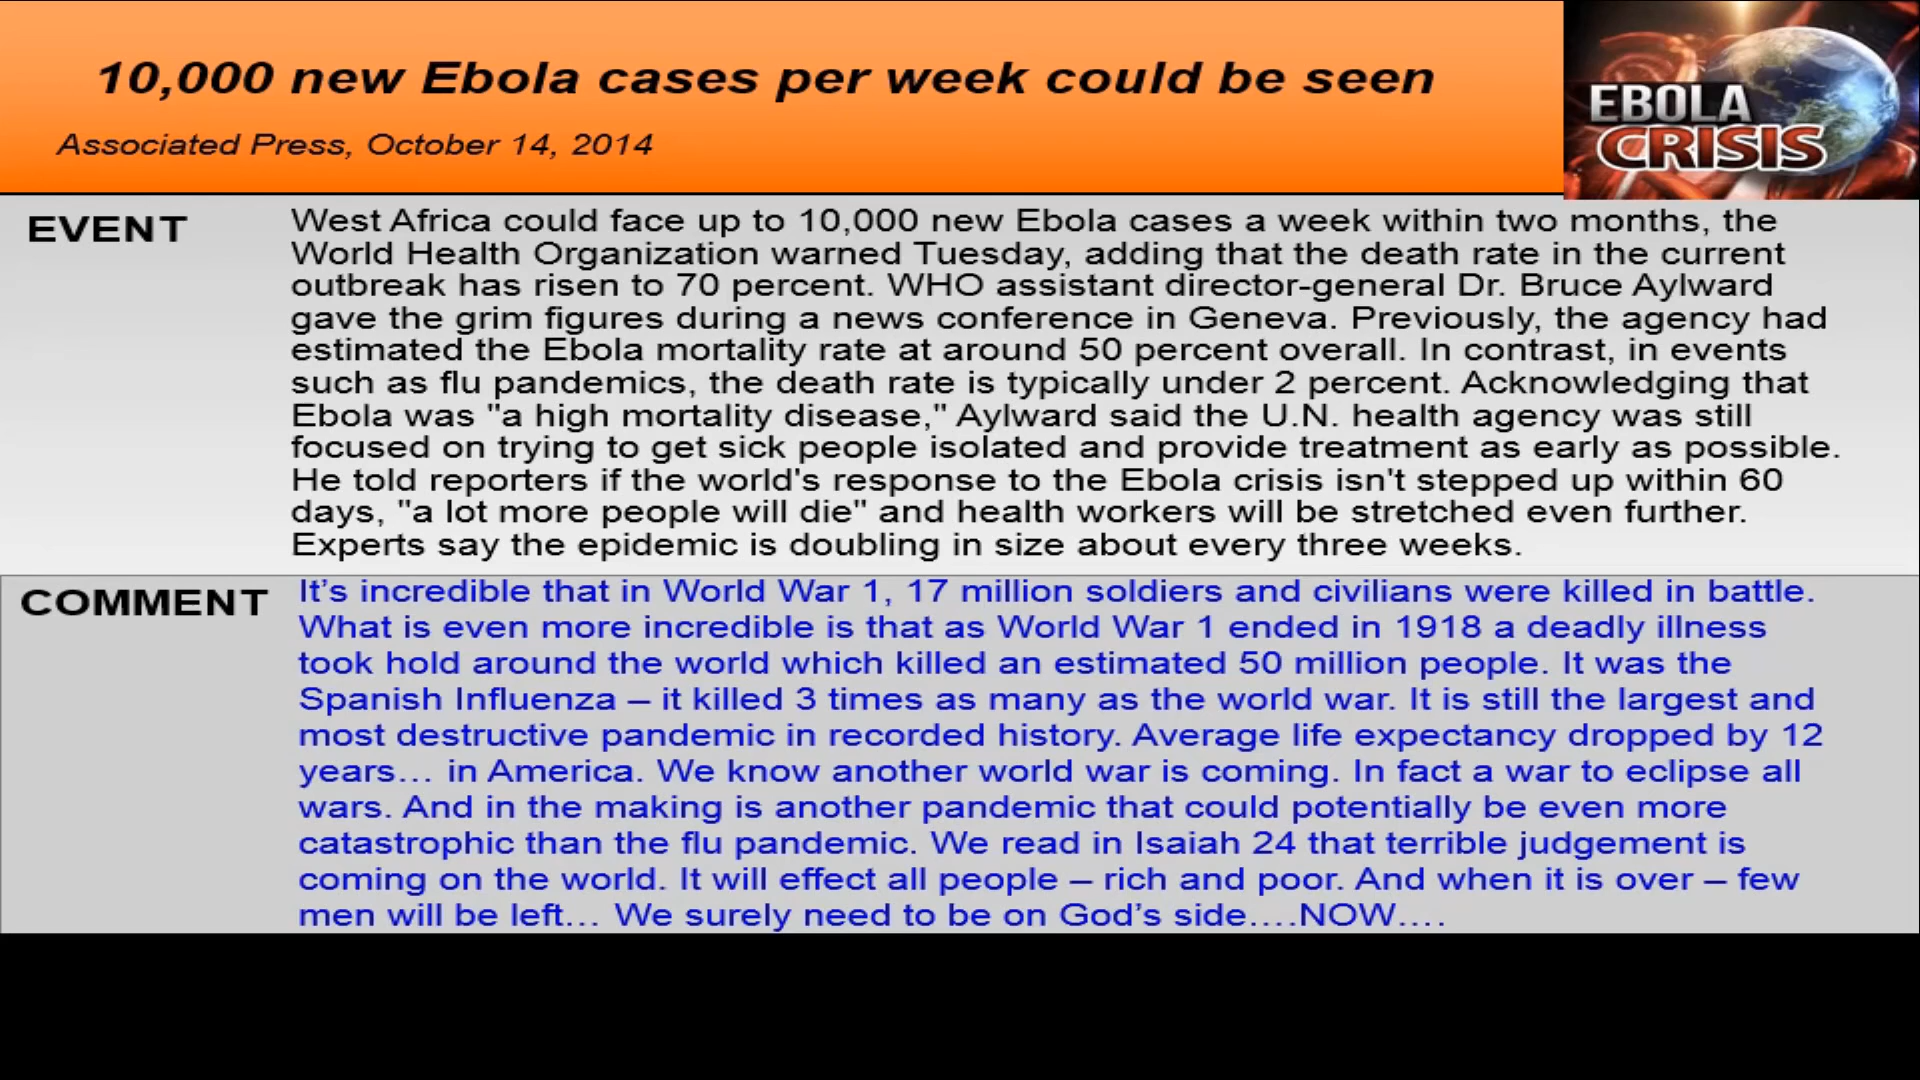 10,000 new Ebola cases per week could be seen
Associated Press, October 14, 2014
EBOLA
CRISIS
EVENT
West Africa could face up to 10,000 new Ebola cases a week within two months, the
World Health Organization warned Tuesday, adding that the death rate in the current
outbreak has risen to 70 percent. WHO assistant director-general Dr. Bruce Aylward
gave the grim figures during a news conference in Geneva. Previously, the agency had
estimated the Ebola mortality rate at around 50 percent overall. In contrast, in events
such as flu pandemics, the death rate is typically under 2 percent. Acknowledging that
Ebola was "a high mortality disease," Aylward said the U.N. health agency was still
focused on trying to get sick people isolated and provide treatment as early as possible.
He told reporters if the world's response to the Ebola crisis isn't stepped up within 60
days, "a lot more people will die" and health workers will be stretched even further.
Experts say the epidemic is doubling in size about every three weeks.
COMMENT
It’s incredible that in World War 1, 17 million soldiers and civilians were killed in battle.
What is even more incredible is that as World War 1 ended in 1918 a deadly illness
took hold around the world which killed an estimated 50 million people. It was the
Spanish Influenza – it killed 3 times as many as the world war. It is still the largest and
most destructive pandemic in recorded history. Average life expectancy dropped by 12
years… in America. We know another world war is coming. In fact a war to eclipse all
wars. And in the making is another pandemic that could potentially be even more
catastrophic than the flu pandemic. We read in Isaiah 24 that terrible judgement is
coming on the world. It will effect all people – rich and poor. And when it is over – few
men will be left… We surely need to be on God’s side….NOW….